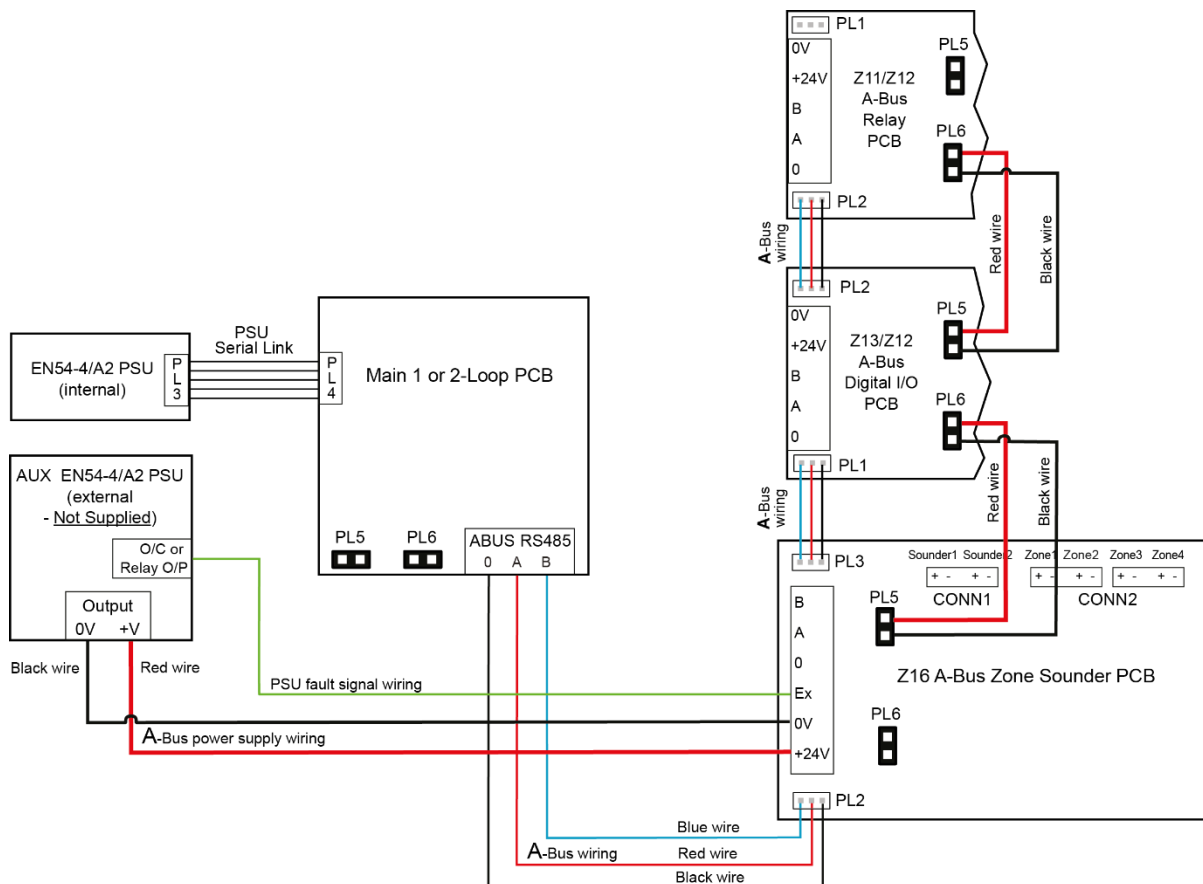 PL1
0V
+24V
B
A
0
Z11/Z12
A-Bus
Relay
PCB
PL5
PL6
PL2
A-Bus
wiring
Red wire
Black wire
PL2
0V
+24V
B
A
0
Z13/Z12
A-Bus
Digital I/O
PCB
PL5
PL6
PL1
A-Bus
wiring
Red wire
Black wire
EN54-4/A2 PSU
(internal)
P
L
3
PSU
Serial Link
P
L
4
Main 1 or 2-Loop PCB
PL5
PL6
ABUS RS485
0 A B
AUX EN54-4/A2 PSU
(external
- Not Supplied)
O/C or
Relay O/P
Output
0V +V
Black wire
Red wire
PSU fault signal wiring
A-Bus power supply wiring
PL3
Sounder1 Sounder2 Zone1 Zone2 Zone3 Zone4
+ - + - + - + - + - + -
CONN1
CONN2
B
A
0
Ex
0V
+24V
PL5
Z16 A-Bus Zone Sounder PCB
PL6
PL2
Blue wire
A-Bus wiring
Red wire
Black wire